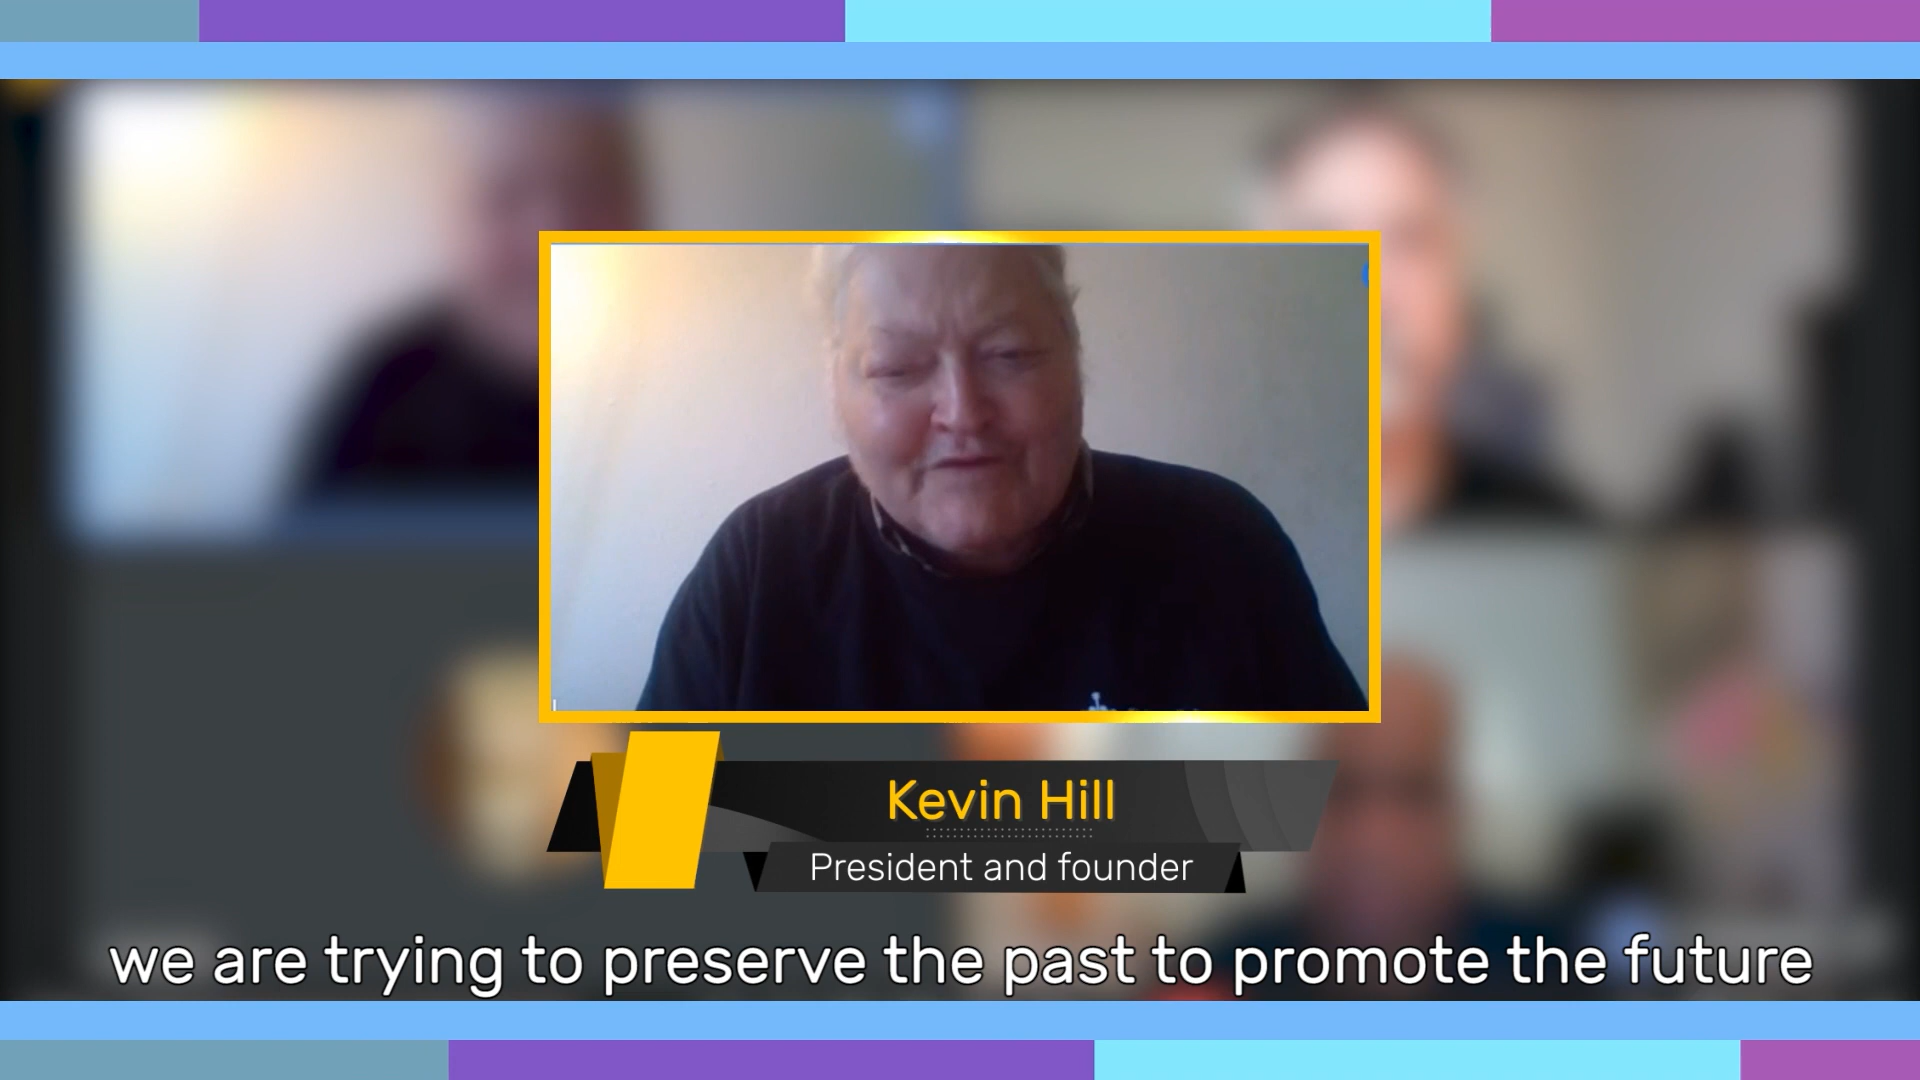 Kevin Hill
President and founder
we are trying to preserve the past to promote the future